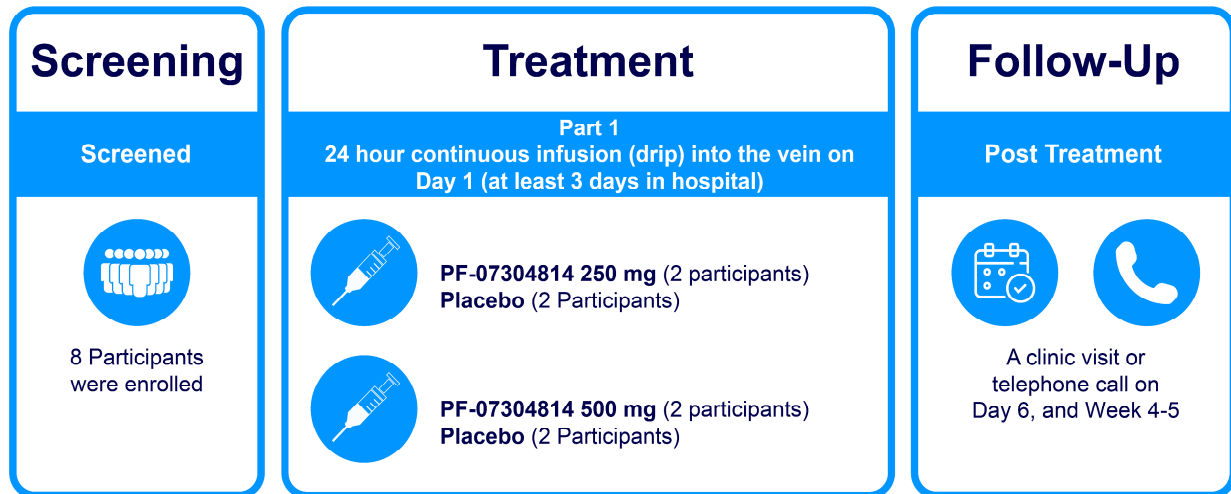 Screening
Screened
8 Participants
were enrolled
Treatment
Part 1
24 hour continuous infusion (drip) into the vein on
Day 1 (at least 3 days in hospital)
PF-07304814 250 mg (2 participants)
Placebo (2 Participants)
PF-07304814 500 mg (2 participants)
Placebo (2 Participants)
Follow-Up
Post Treatment
A clinic visit or
telephone call on
Day 6, and Week 4-5